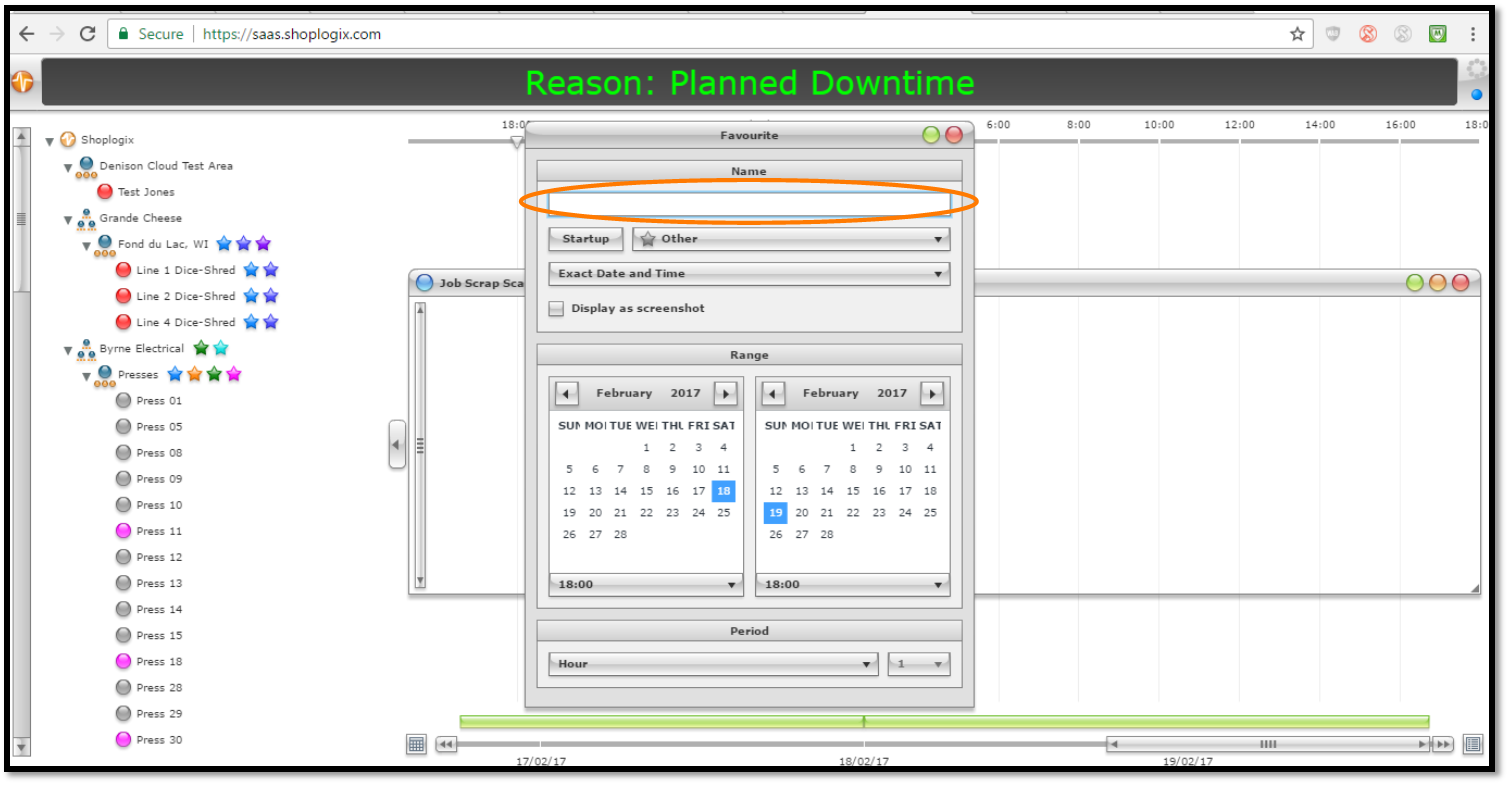 Secure | https://saas.shoplogix.com
Reason: Planned Downtime
18:0
6:00 8:00 10:00 12:00 14:00 16:00 18:0
Shoplogix
Denison Cloud Test Area
Test Jones
Grande Cheese
Fond du Lac, WI
Line 1 Dice-Shred
Line 2 Dice-Shred
Line 4 Dice-Shred
Byrne Electrical
Presses
Press 01
Press 05
Press 08
Press 09
Press 10
Press 11
Press 12
Press 13
Press 14
Press 15
Press 18
Press 28
Press 29
Press 30
Job Scrap Sca
Favourite
Name
Startup Other
Exact Date and Time
Display as screenshot
Range
February 2017 February 2017
SUN MOI TUE WEI THU FRI SAT SUN MOI TUE WEI THU FRI SAT
1 2 3 4 1 2 3 4
5 6 7 8 9 10 11 5 6 7 8 9 10 11
12 13 14 15 16 17 18 12 13 14 15 16 17 18
19 20 21 22 23 24 25 19 20 21 22 23 24 25
26 27 28 26 27 28
18:00 18:00
Period
Hour 1
17/02/17 18/02/17 19/02/17